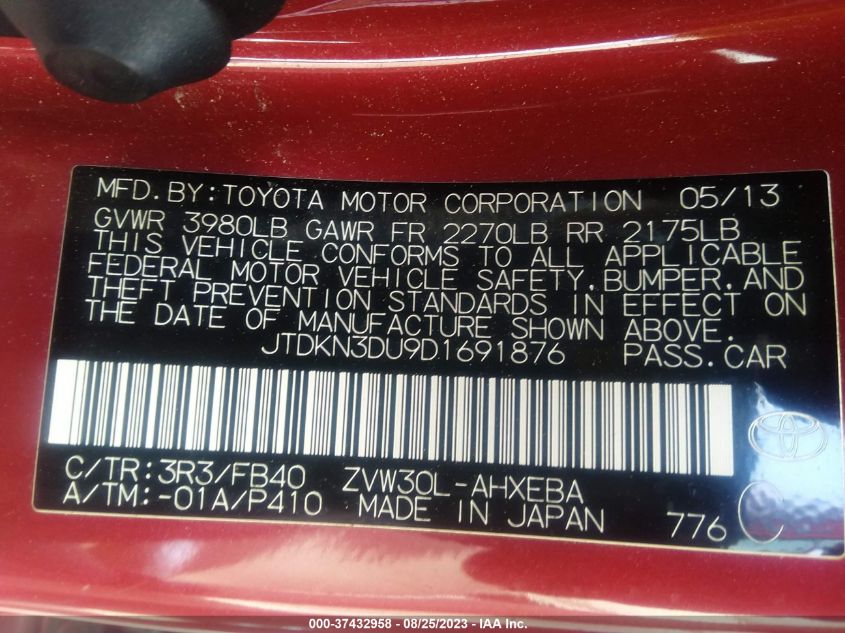 MFD. BY: TOYOTA MOTOR CORPORATION 05/13
GVWR 3980LB GAWR FR 2270LB RR 2175LB
THIS VEHICLE CONFORMS TO ALL APPLICABLE
FEDERAL MOTOR VEHICLE SAFETY, BUMPER, AND
THEFT PREVENTION STANDARDS IN EFFECT ON
THE DATE OF MANUFACTURE SHOWN ABOVE.
JTDKN3DU9D1691876 PASS. CAR
C/TR: 3R3/FB40 ZVW30L-AHXEBA
A/TM: -01A/P410 MADE IN JAPAN 776 C
000-37432958 - 08/25/2023 - IAA Inc.